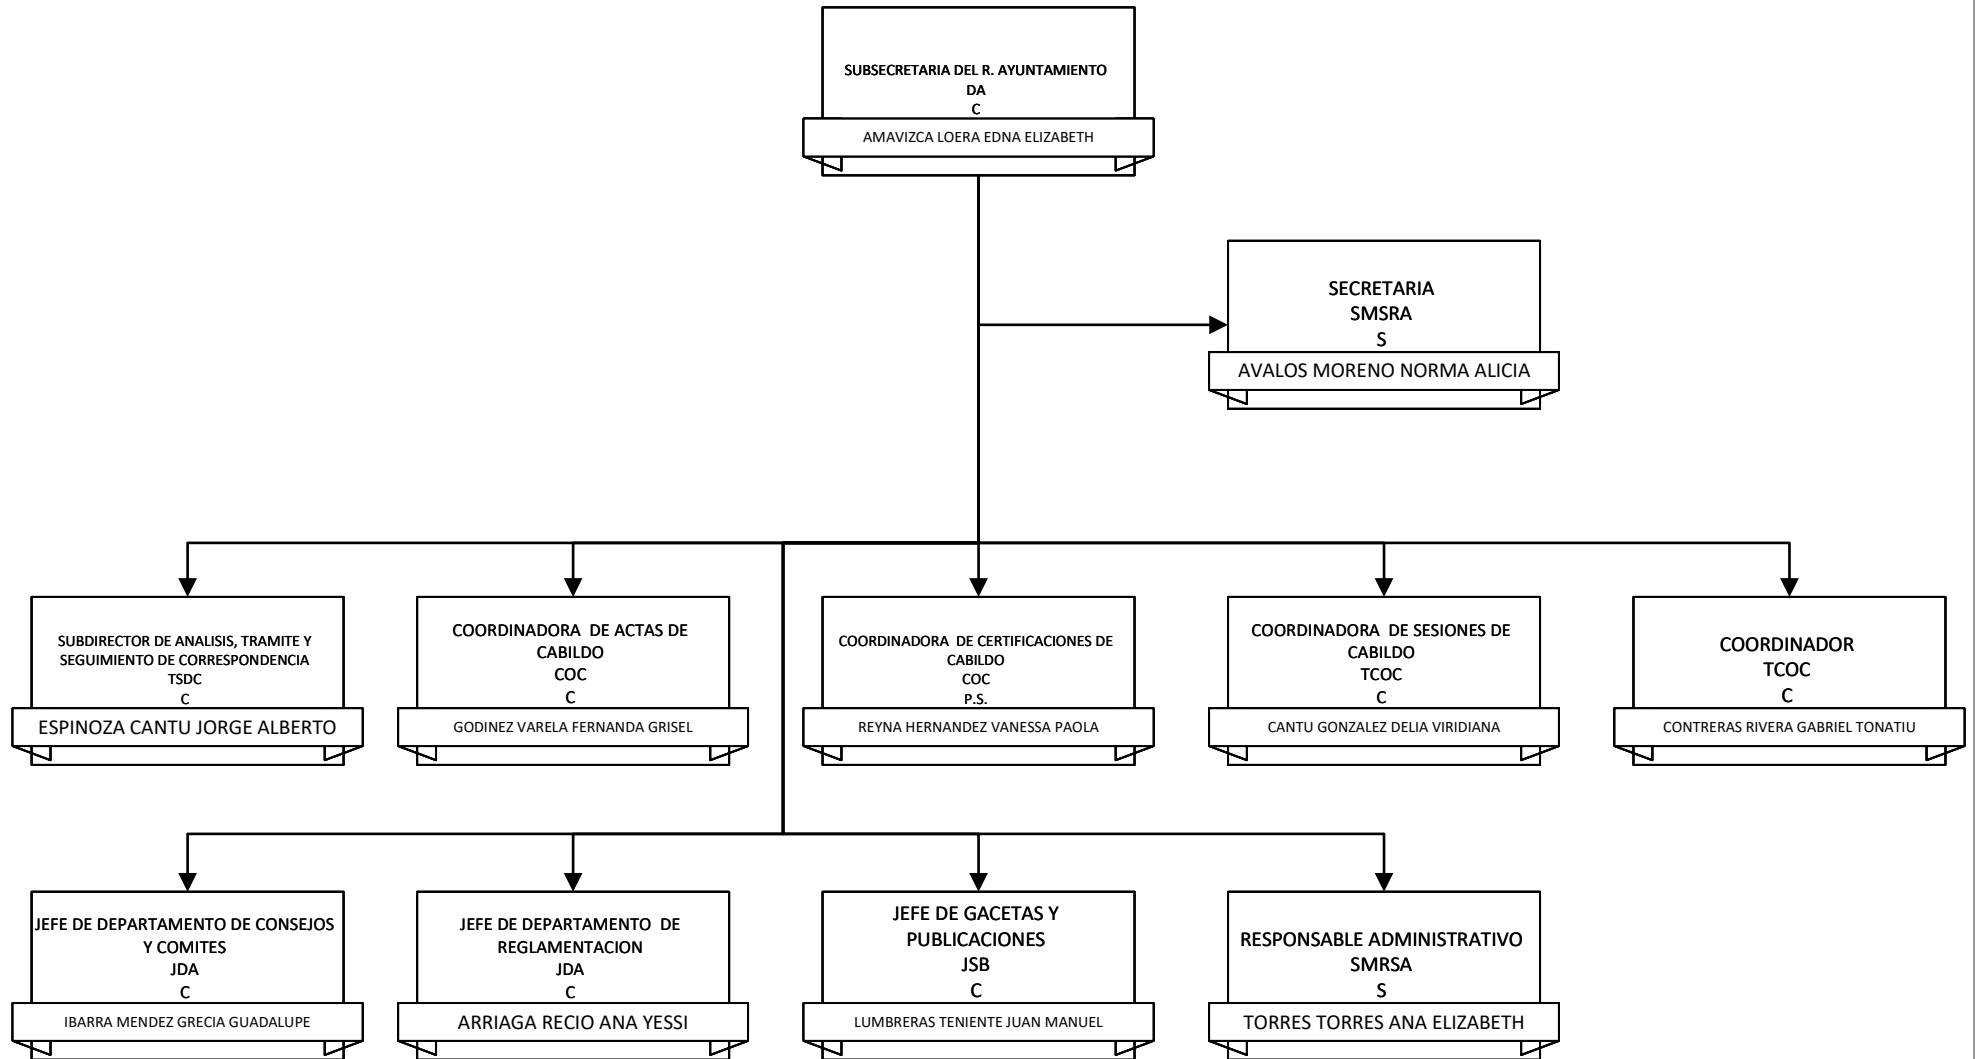 SUBSECRETARIA DEL R. AYUNTAMIENTO
DA
C
AMAVIZCA LOERA EDNA ELIZABETH
SECRETARIA
SMSRA
S
AVALOS MORENO NORMA ALICIA
SUBDIRECTOR DE ANALISIS, TRAMITE Y
SEGUIMIENTO DE CORRESPONDENCIA
TSDC
C
ESPINOZA CANTU JORGE ALBERTO
COORDINADORA DE ACTAS DE
CABILDO
COC
C
GODINEZ VARELA FERNANDA GRISEL
COORDINADORA DE CERTIFICACIONES DE
CABILDO
COC
P.S.
REYNA HERNANDEZ VANESSA PAOLA
COORDINADORA DE SESIONES DE
CABILDO
TCOC
C
CANTU GONZALEZ DELIA VIRIDIANA
COORDINADOR
TCOC
C
CONTRERAS RIVERA GABRIEL TONATIU
JEFE DE DEPARTAMENTO DE CONSEJOS
Y COMITES
JDA
C
IBARRA MENDEZ GRECIA GUADALUPE
JEFE DE DEPARTAMENTO DE
REGLAMENTACION
JDA
C
ARRIAGA RECIO ANA YESSI
JEFE DE GACETAS Y
PUBLICACIONES
JSB
C
LUMBRERAS TENIENTE JUAN MANUEL
RESPONSABLE ADMINISTRATIVO
SMRSA
S
TORRES TORRES ANA ELIZABETH